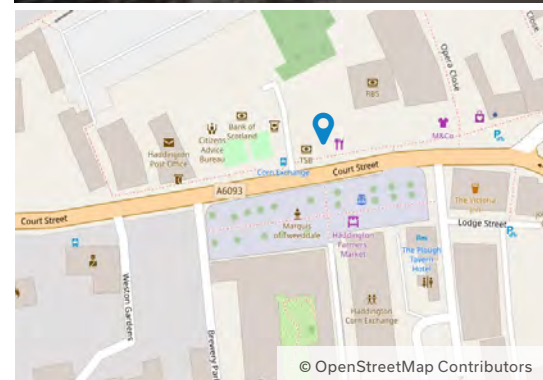 Close
Opera Close
RBS
Bank of
Scotland
Citizens
Advice
Bureau
Haddington
Post Office
TSB
M&Co
Corn Exchange
Court Street
A6093
Court Street
The Victoria
Inn
Lodge Street
Marquis
of Tweeddale
Haddington
Farmers
Market
The Plough
Tavern
Hotel
Weston Gardens
Brewery Park
Haddington
Corn Exchange
© OpenStreetMap Contributors